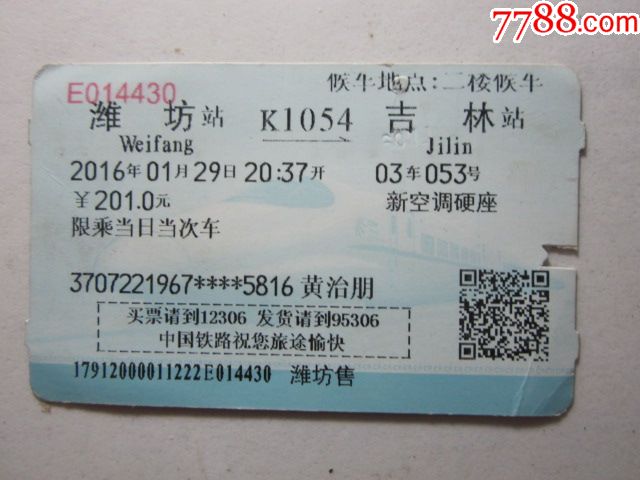 7788.com
E014430 候车地点:二楼候车
潍坊站 K1054 吉林站
Weifang Jilin
2016年01月29日20:37开 03车053号
￥201.0元 新空调硬座
限乘当日当次车
3707221967****5816 黄治朋
买票请到12306 发货请到95306
中国铁路祝您旅途愉快
17912000011222E014430 潍坊售